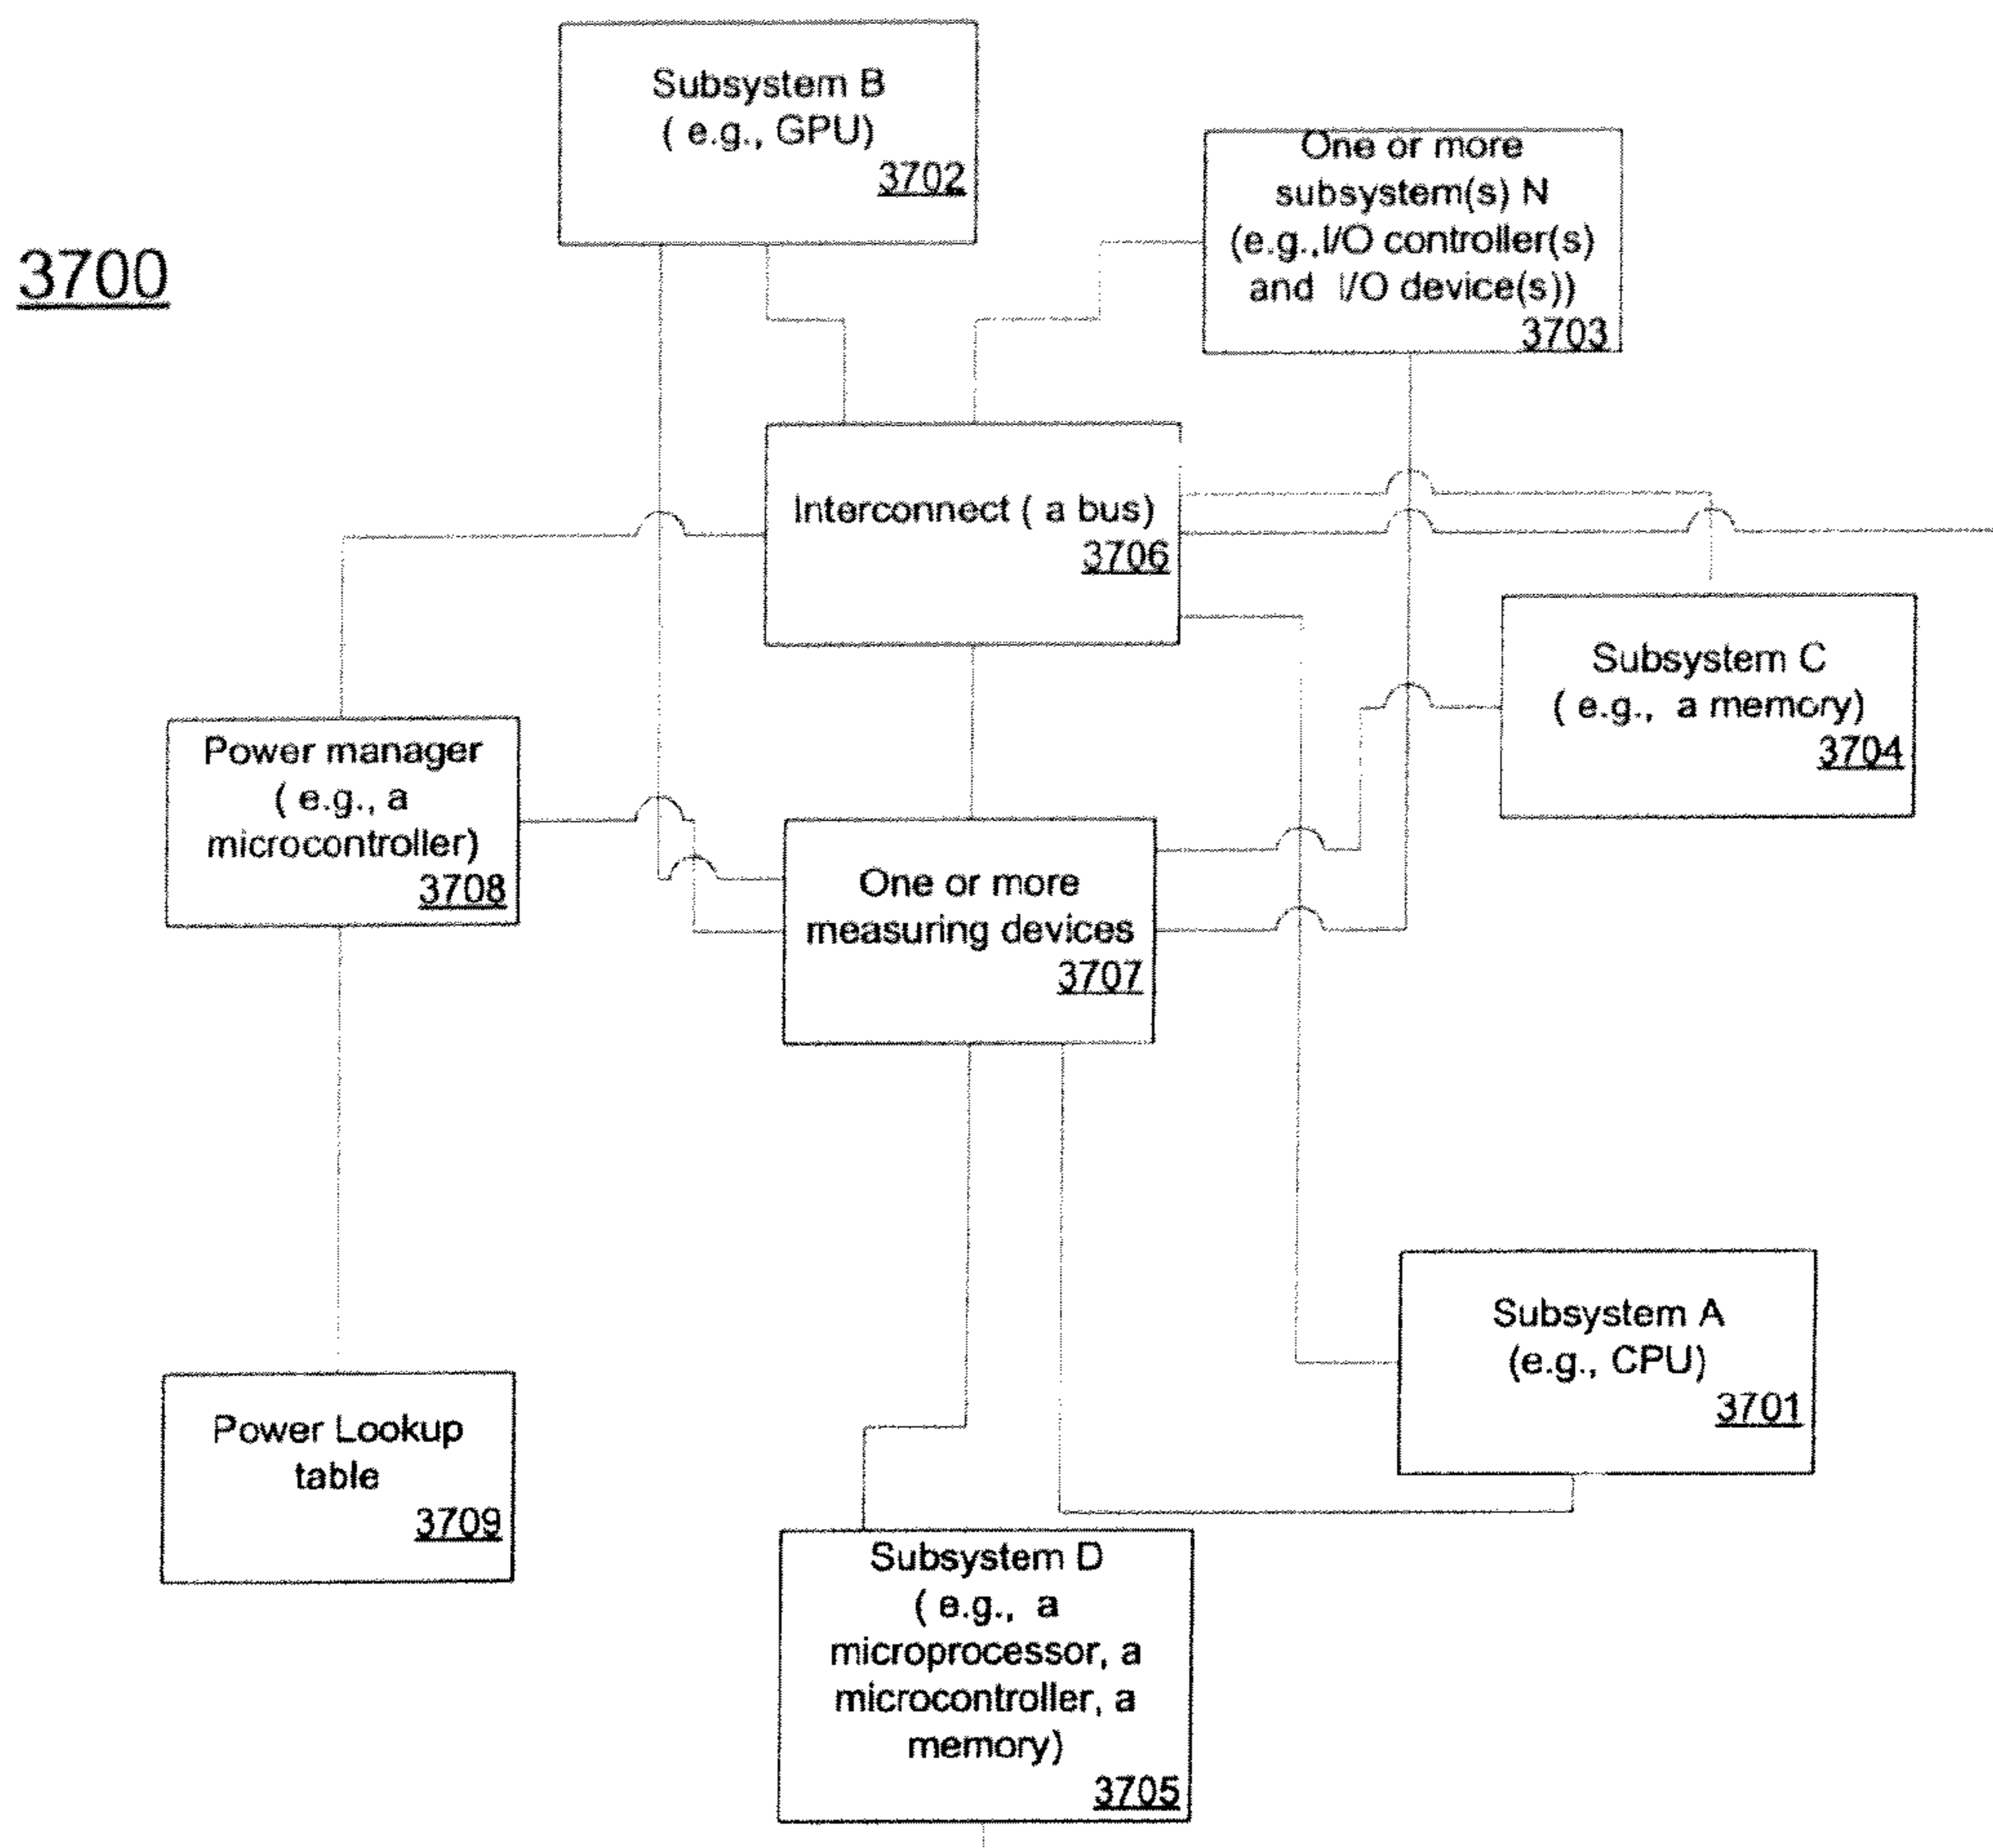 Subsystem B
( e.g., GPU)
3702
One or more
subsystem(s) N
(e.g.,I/O controller(s)
and I/O device(s))
3703
3700
Interconnect ( a bus)
3706
Subsystem C
( e.g., a memory)
3704
Power manager
( e.g., a
microcontroller)
3708
One or more
measuring devices
3707
Subsystem A
(e.g., CPU)
3701
Power Lookup
table
3709
Subsystem D
( e.g., a
microprocessor, a
microcontroller, a
memory)
3705